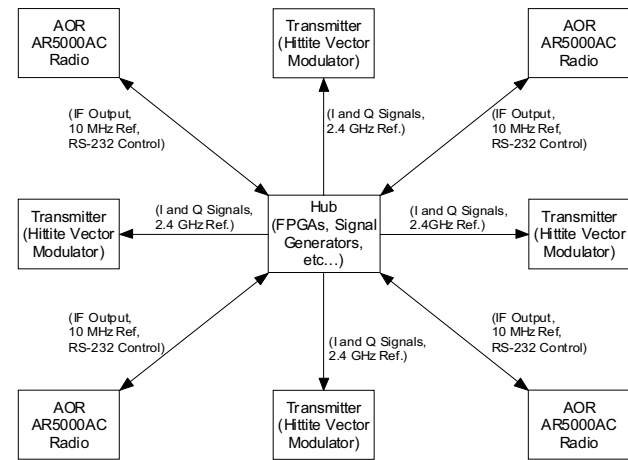 AOR
AR5000AC
Radio
Transmitter
(Hittite Vector
Modulator)
AOR
AR5000AC
Radio
(IF Output,
10 MHz Ref,
RS-232 Control)
(I and Q Signals,
2.4 GHz Ref.)
(IF Output,
10 MHz Ref,
RS-232 Control)
Transmitter
(Hittite Vector
Modulator)
(I and Q Signals,
2.4 GHz Ref.)
Hub
(FPGAs, Signal
Generators,
etc...)
(I and Q Signals,
2.4GHz Ref.)
Transmitter
(Hittite Vector
Modulator)
(IF Output,
10 MHz Ref,
RS-232 Control)
(I and Q Signals,
2.4 GHz Ref.)
(IF Output,
10 MHz Ref,
RS-232 Control)
AOR
AR5000AC
Radio
Transmitter
(Hittite Vector
Modulator)
AOR
AR5000AC
Radio